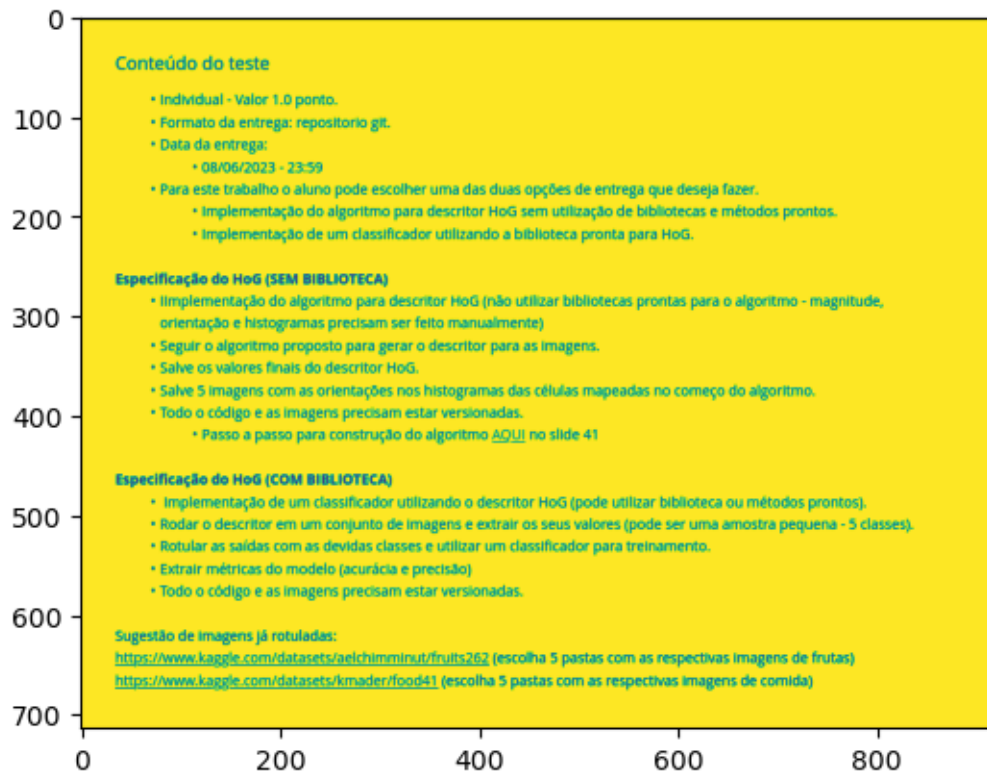 0
100
200
300
400
500
600
700
Conteúdo do teste
• Individual - Valor 1.0 ponto.
• Formato da entrega: repositorio git.
• Data da entrega:
• 08/06/2023 - 23:59
• Para este trabalho o aluno pode escolher uma das duas opções de entrega que deseja fazer.
• Implementação do algoritmo para descritor HoG sem utilização de bibliotecas e métodos prontos.
• Implementação de um classificador utilizando a biblioteca pronta para HoG.
Especificação do HoG (SEM BIBLIOTECA)
• IImplementação do algoritmo para descritor HoG (não utilizar bibliotecas prontas para o algoritmo - magnitude,
orientação e histogramas precisam ser feito manualmente)
• Seguir o algoritmo proposto para gerar o descritor para as imagens.
• Salve os valores finais do descritor HoG.
• Salve 5 imagens com as orientações nos histogramas das células mapeadas no começo do algoritmo.
• Todo o código e as imagens precisam estar versionadas.
• Passo a passo para construção do algoritmo AQUI no slide 41
Especificação do HoG (COM BIBLIOTECA)
• Implementação de um classificador utilizando o descritor HoG (pode utilizar biblioteca ou métodos prontos).
• Rodar o descritor em um conjunto de imagens e extrair os seus valores (pode ser uma amostra pequena - 5 classes).
• Rotular as saídas com as devidas classes e utilizar um classificador para treinamento.
• Extrair métricas do modelo (acurácia e precisão)
• Todo o código e as imagens precisam estar versionadas.
Sugestão de imagens já rotuladas:
https://www.kaggle.com/datasets/aelchimminut/fruits262 (escolha 5 pastas com as respectivas imagens de frutas)
https://www.kaggle.com/datasets/kmader/food41 (escolha 5 pastas com as respectivas imagens de comida)
0 200 400 600 800